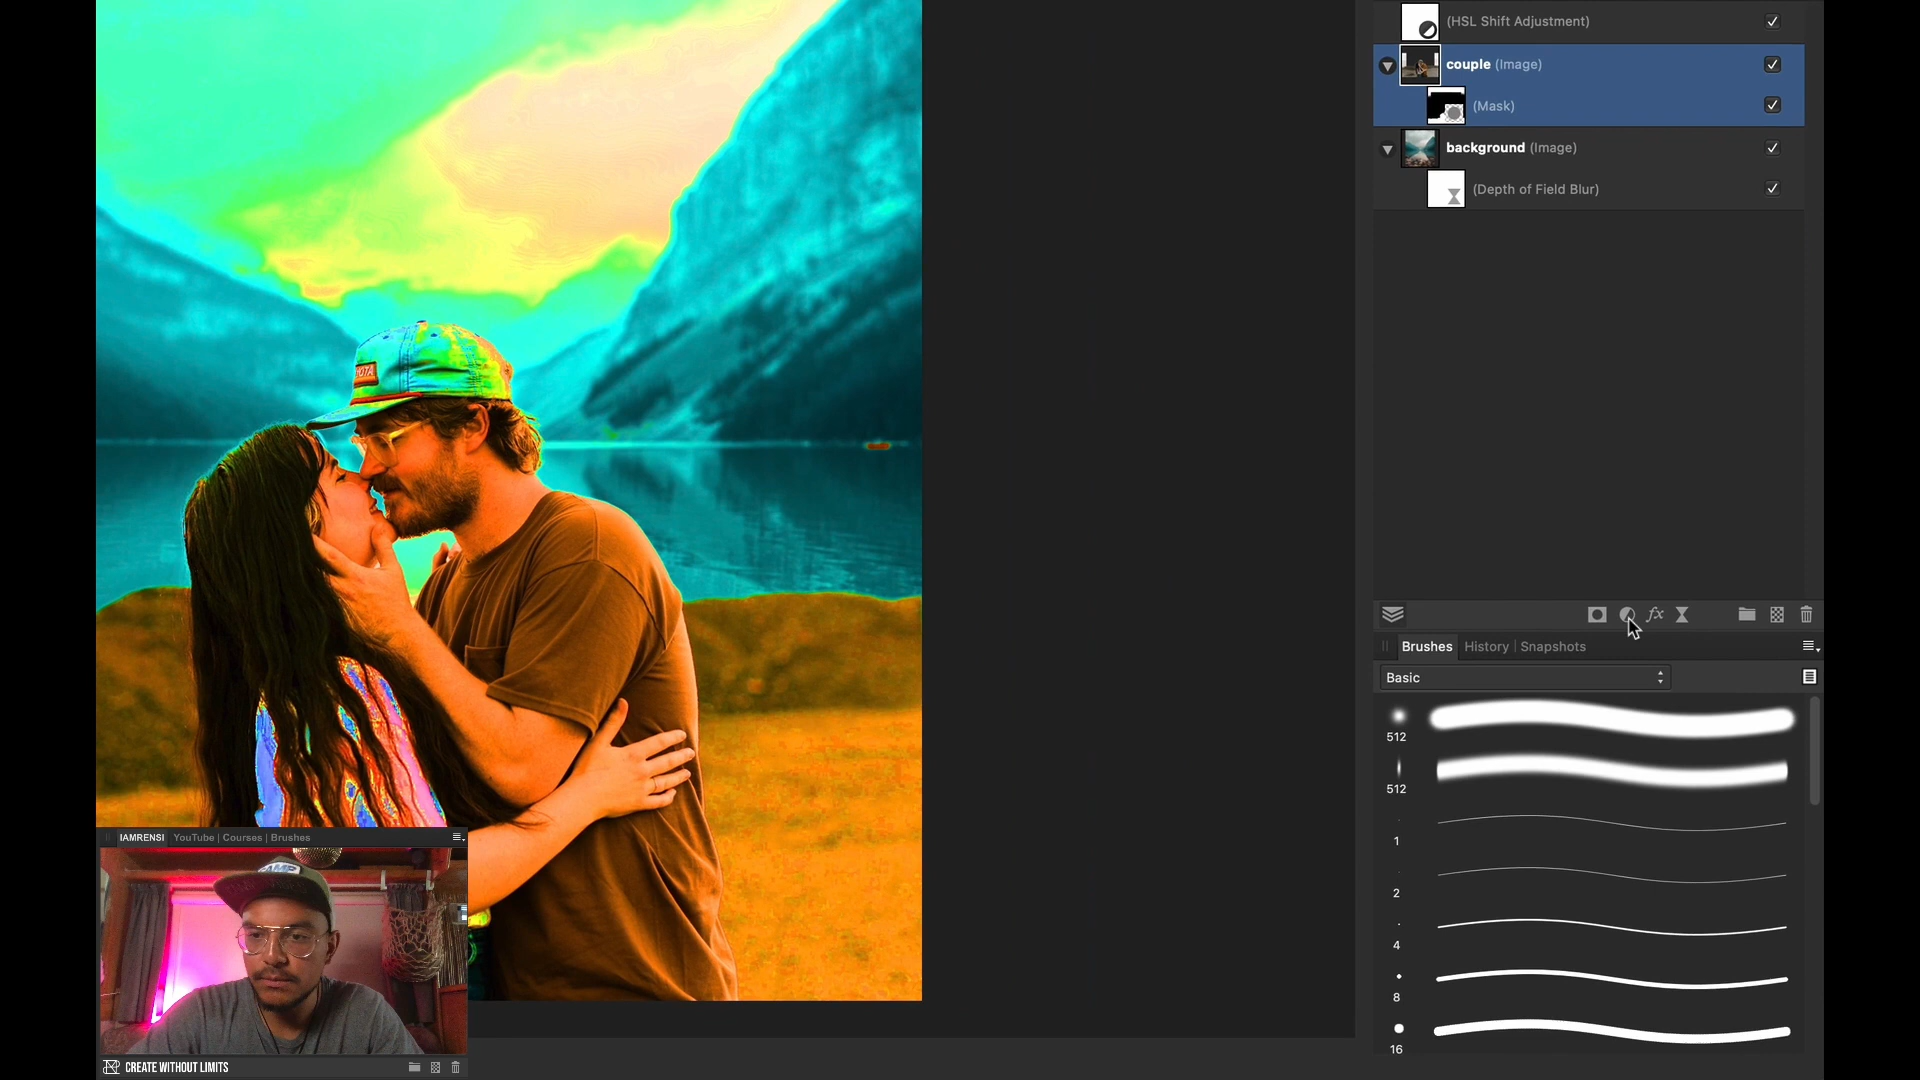 (HSL Shift Adjustment)
couple (Image)
(Mask)
background (Image)
(Depth of Field Blur)
fx
Brushes History | Snapshots
Basic
512
512
1
2
4
8
16
IAMRENSI YouTube | Courses | Brushes
CREATE WITHOUT LIMITS